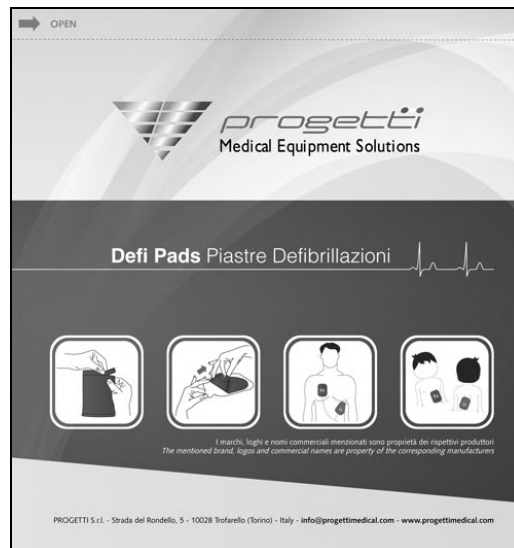 OPEN
progetti
Medical Equipment Solutions
Defi Pads Piastre Defibrillazioni
I marchi, loghi e nomi commerciali menzionati sono proprietà dei rispettivi produttori
The mentioned brand, logos and commercial names are property of the corresponding manufacturers
PROGETTI S.r.l. - Strada del Rondello, 5 - 10028 Trofarello (Torino) - Italy - info@progettimedical.com - www.progettimedical.com